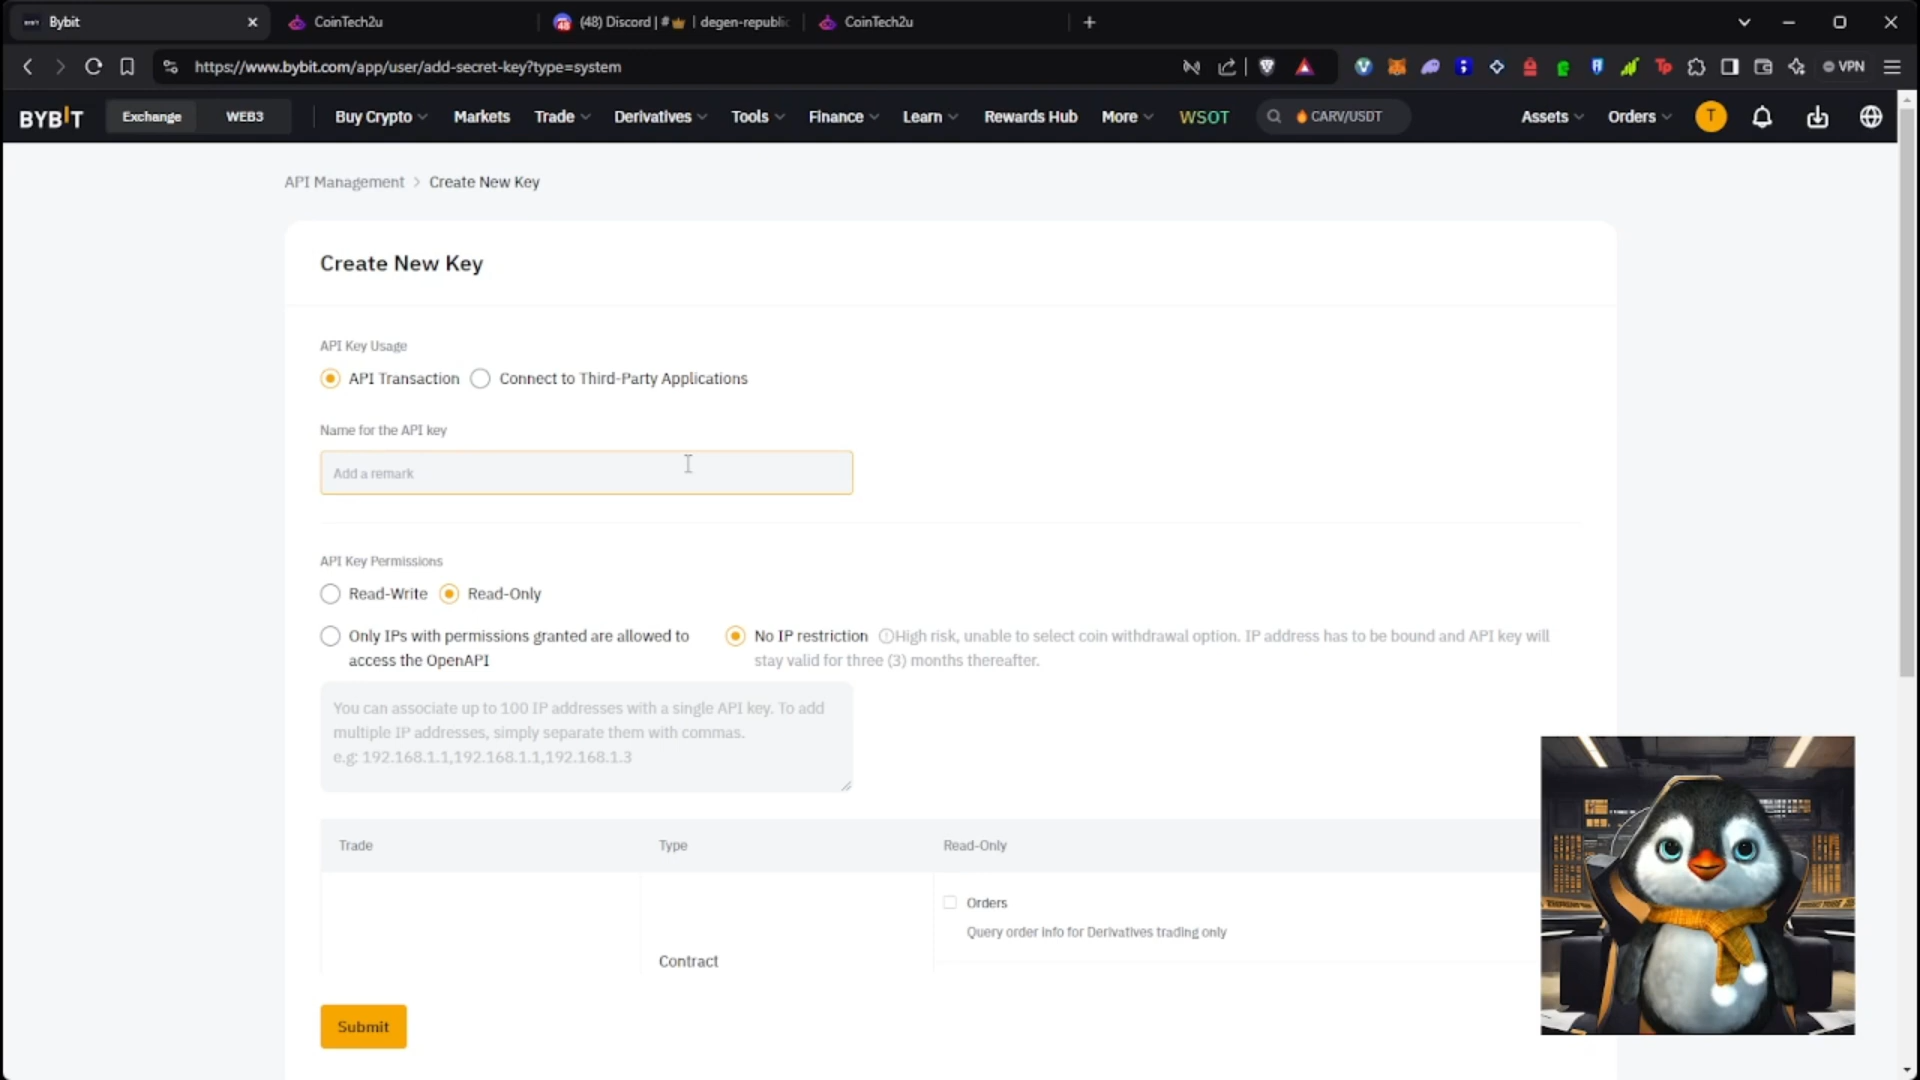 Bybit
CoinTech2u
(48) Discord | #👑 | degen-republic
CoinTech2u
https://www.bybit.com/app/user/add-secret-key?type=system
VPN
BYBIT
Exchange
WEB3
Buy Crypto
Markets
Trade
Derivatives
Tools
Finance
Learn
Rewards Hub
More
WSOT
🔥 CARV/USDT
Assets
Orders
T
API Management > Create New Key
Create New Key
API Key Usage
API Transaction
Connect to Third-Party Applications
Name for the API key
Add a remark
API Key Permissions
Read-Write
Read-Only
Only IPs with permissions granted are allowed to
access the OpenAPI
No IP restriction High risk, unable to select coin withdrawal option. IP address has to be bound and API key will
stay valid for three (3) months thereafter.
You can associate up to 100 IP addresses with a single API key. To add
multiple IP addresses, simply separate them with commas.
e.g: 192.168.1.1,192.168.1.1,192.168.1.3
Trade
Type
Read-Only
Orders
Query order info for Derivatives trading only
Contract
Submit